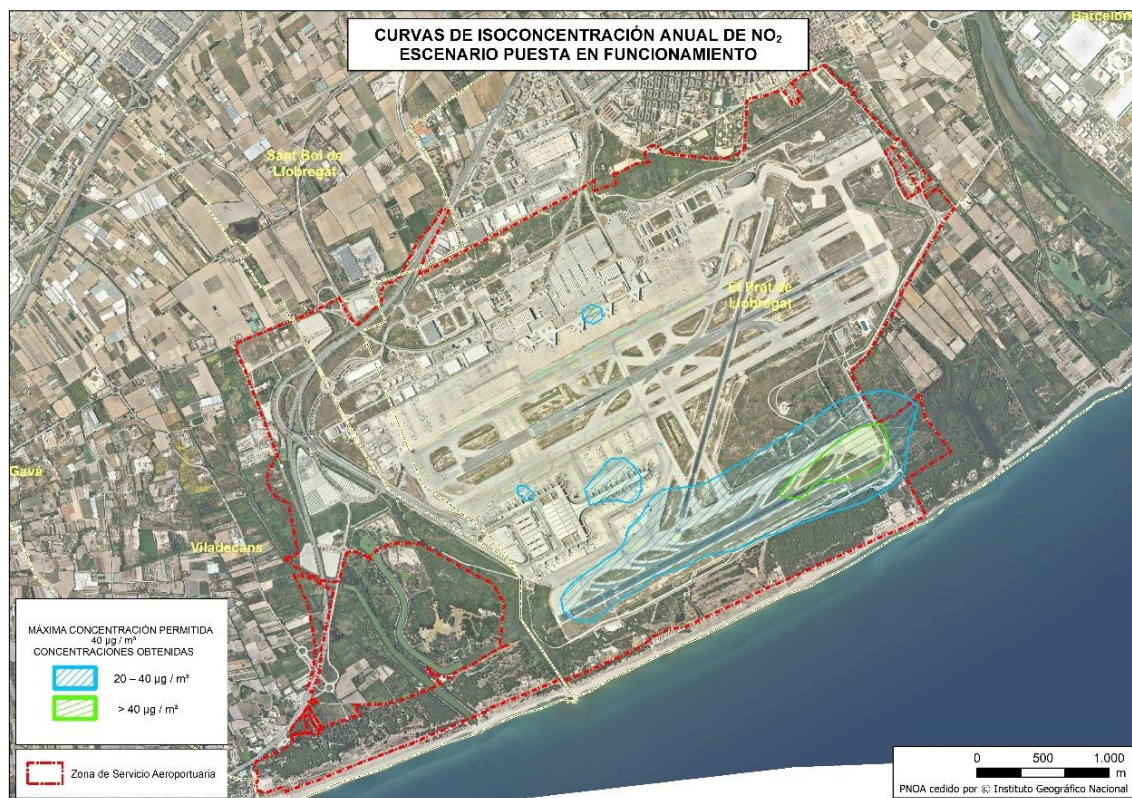 CURVAS DE ISOCONCENTRACIÓN ANUAL DE NO₂
ESCENARIO PUESTA EN FUNCIONAMIENTO
Barcelon
Sant Boi de
Llobregat
El Prat de
Llobregat
Gavà
Viladecans
MÁXIMA CONCENTRACIÓN PERMITIDA
40 µg / m³
CONCENTRACIONES OBTENIDAS
20 – 40 µg / m³
> 40 µg / m³
Zona de Servicio Aeroportuaria
0 500 1.000
m
PNOA cedido por © Instituto Geográfico Nacional